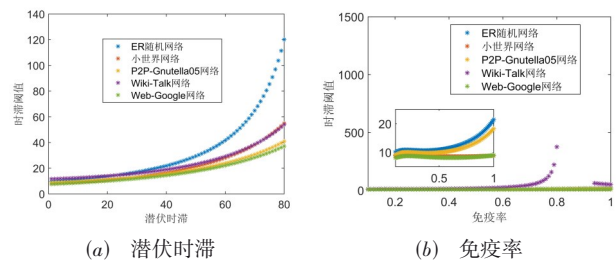 140
120
100
80
60
40
20
0
0
20
40
60
80
时滞阈值
潜伏时滞
ER随机网络
小世界网络
P2P-Gnutella05网络
Wiki-Talk网络
Web-Google网络
(a) 潜伏时滞
1500
1000
500
0
0.2
0.4
0.6
0.8
1
时滞阈值
免疫率
ER随机网络
小世界网络
P2P-Gnutella05网络
Wiki-Talk网络
Web-Google网络
20
10
0.5
1
(b) 免疫率